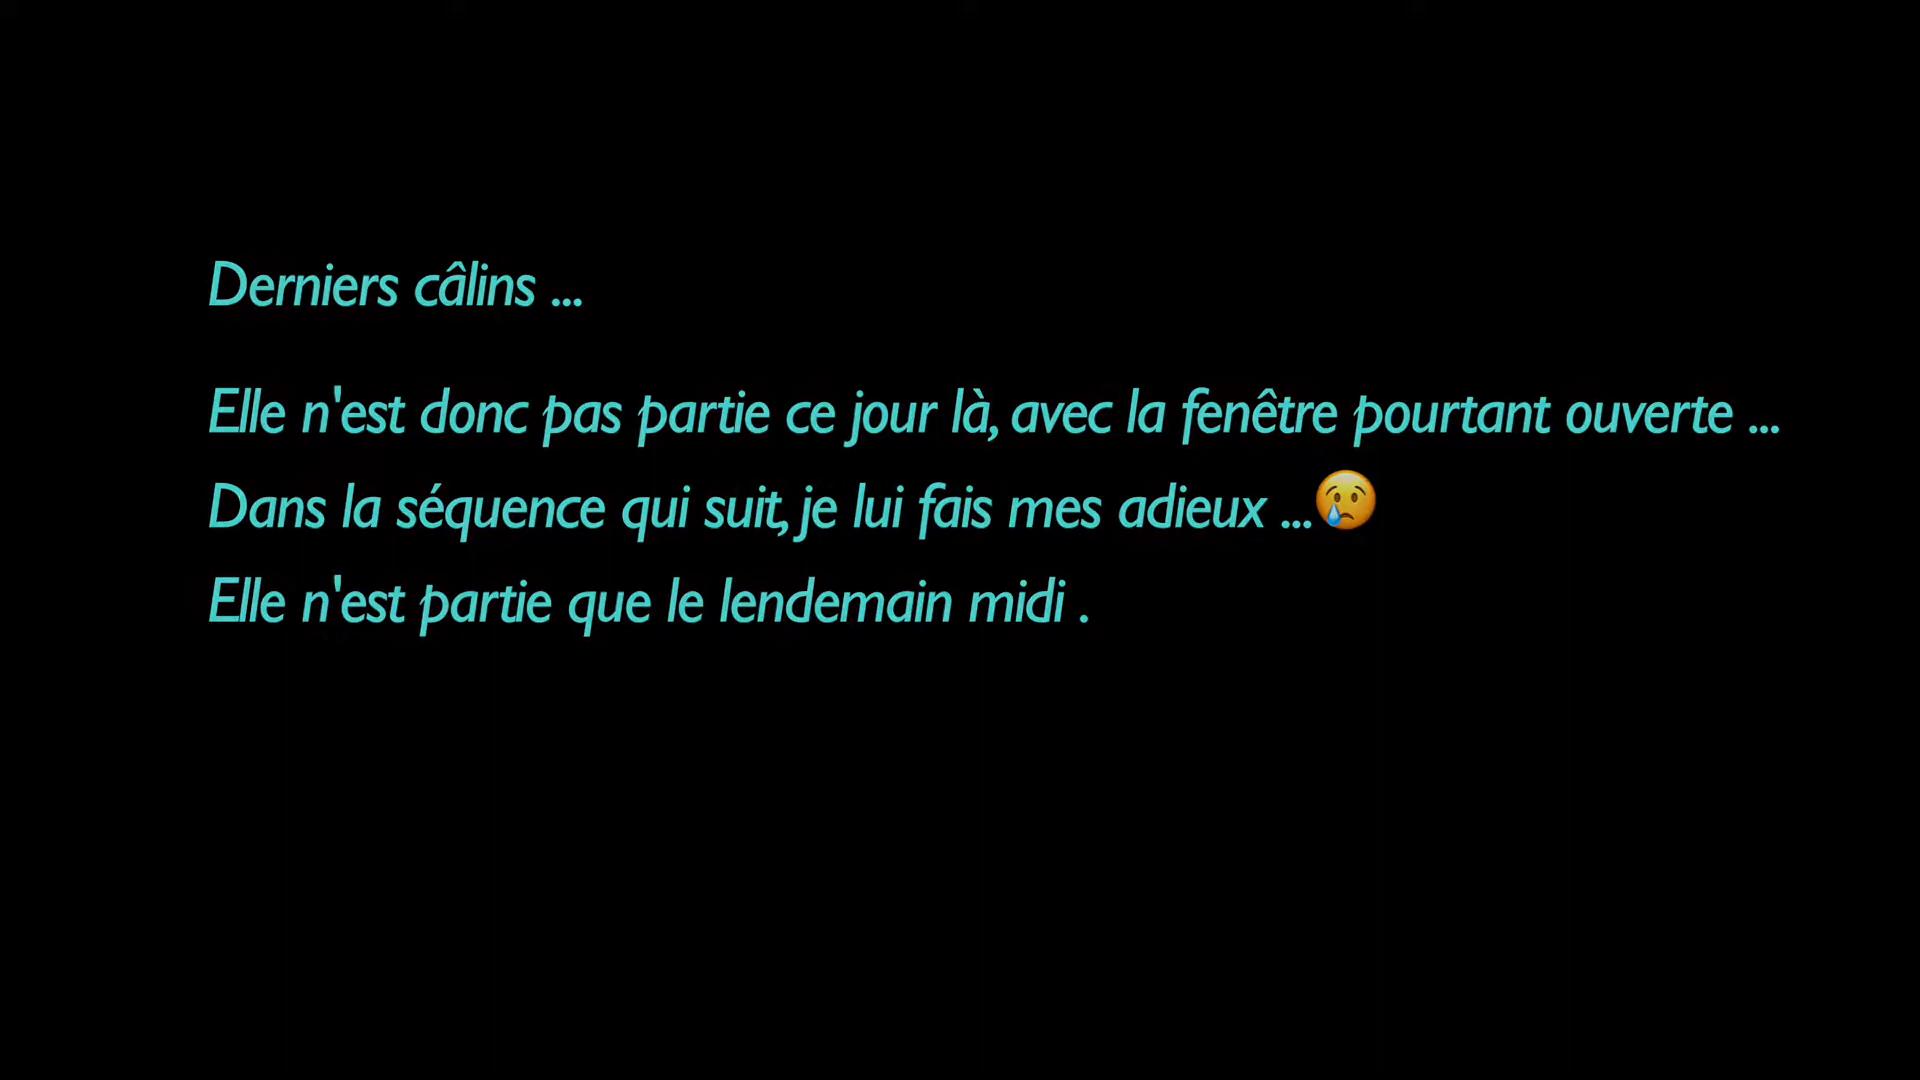 Derniers câlins ...
Elle n'est donc pas partie ce jour là, avec la fenêtre pourtant ouverte ...
Dans la séquence qui suit, je lui fais mes adieux ...😢
Elle n'est partie que le lendemain midi .